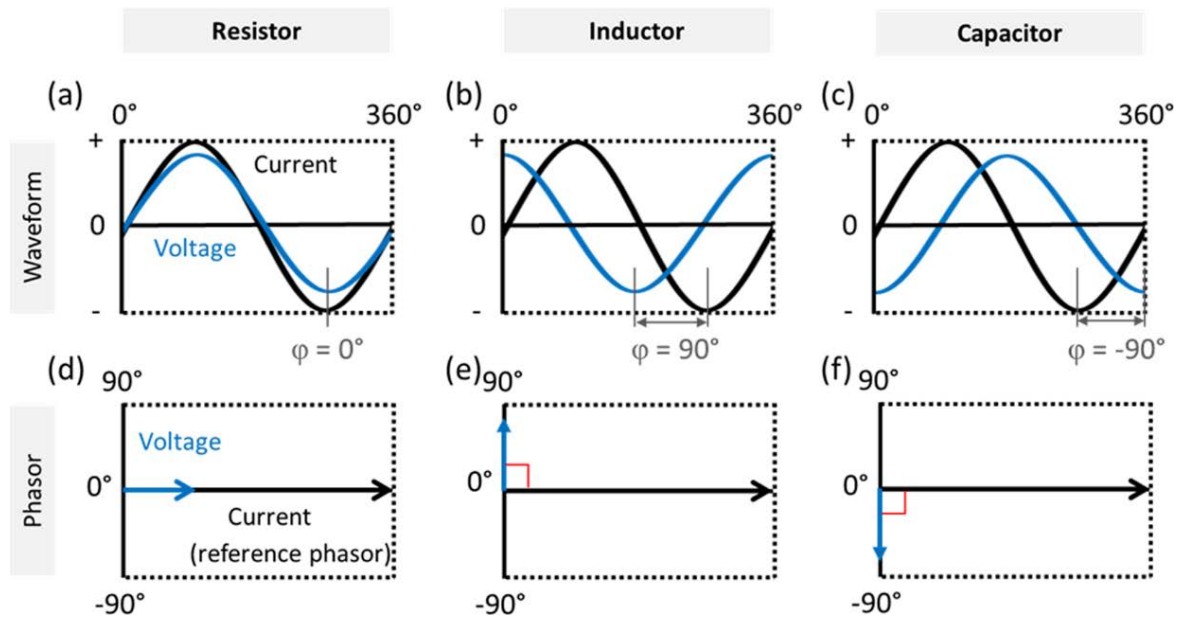 Resistor
Inductor
Capacitor
(a)
0°
360°
(b)
0°
360°
(c)
0°
360°
Waveform
+
0
-
Current
Voltage
φ = 0°
+
0
-
φ = 90°
+
0
-
φ = -90°
(d)
90°
(e)
90°
(f)
90°
Phasor
0°
-90°
Voltage
Current
(reference phasor)
0°
-90°
0°
-90°